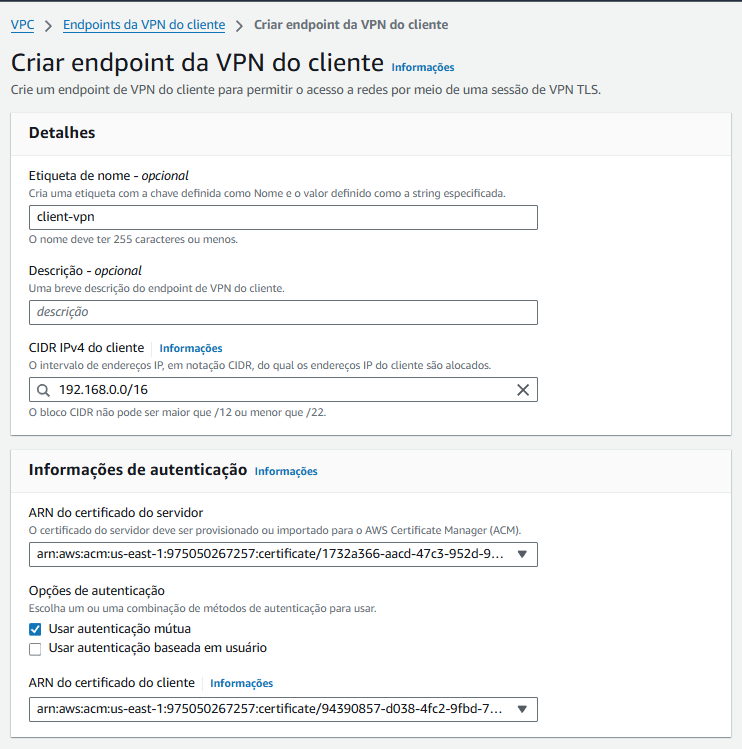 VPC > Endpoints da VPN do cliente > Criar endpoint da VPN do cliente
Criar endpoint da VPN do cliente Informações
Crie um endpoint de VPN do cliente para permitir o acesso a redes por meio de uma sessão de VPN TLS.
Detalhes
Etiqueta de nome - opcional
Cria uma etiqueta com a chave definida como Nome e o valor definido como a string especificada.
client-vpn
O nome deve ter 255 caracteres ou menos.
Descrição - opcional
Uma breve descrição do endpoint de VPN do cliente.
descrição
CIDR IPv4 do cliente Informações
O intervalo de endereços IP, em notação CIDR, do qual os endereços IP do cliente são alocados.
192.168.0.0/16
O bloco CIDR não pode ser maior que /12 ou menor que /22.
Informações de autenticação Informações
ARN do certificado do servidor
O certificado do servidor deve ser provisionado ou importado para o AWS Certificate Manager (ACM).
arn:aws:acm:us-east-1:975050267257:certificate/1732a366-aacd-47c3-952d-9...
Opções de autenticação
Escolha um ou uma combinação de métodos de autenticação para usar.
Usar autenticação mútua
Usar autenticação baseada em usuário
ARN do certificado do cliente Informações
arn:aws:acm:us-east-1:975050267257:certificate/94390857-d038-4fc2-9fbd-7...